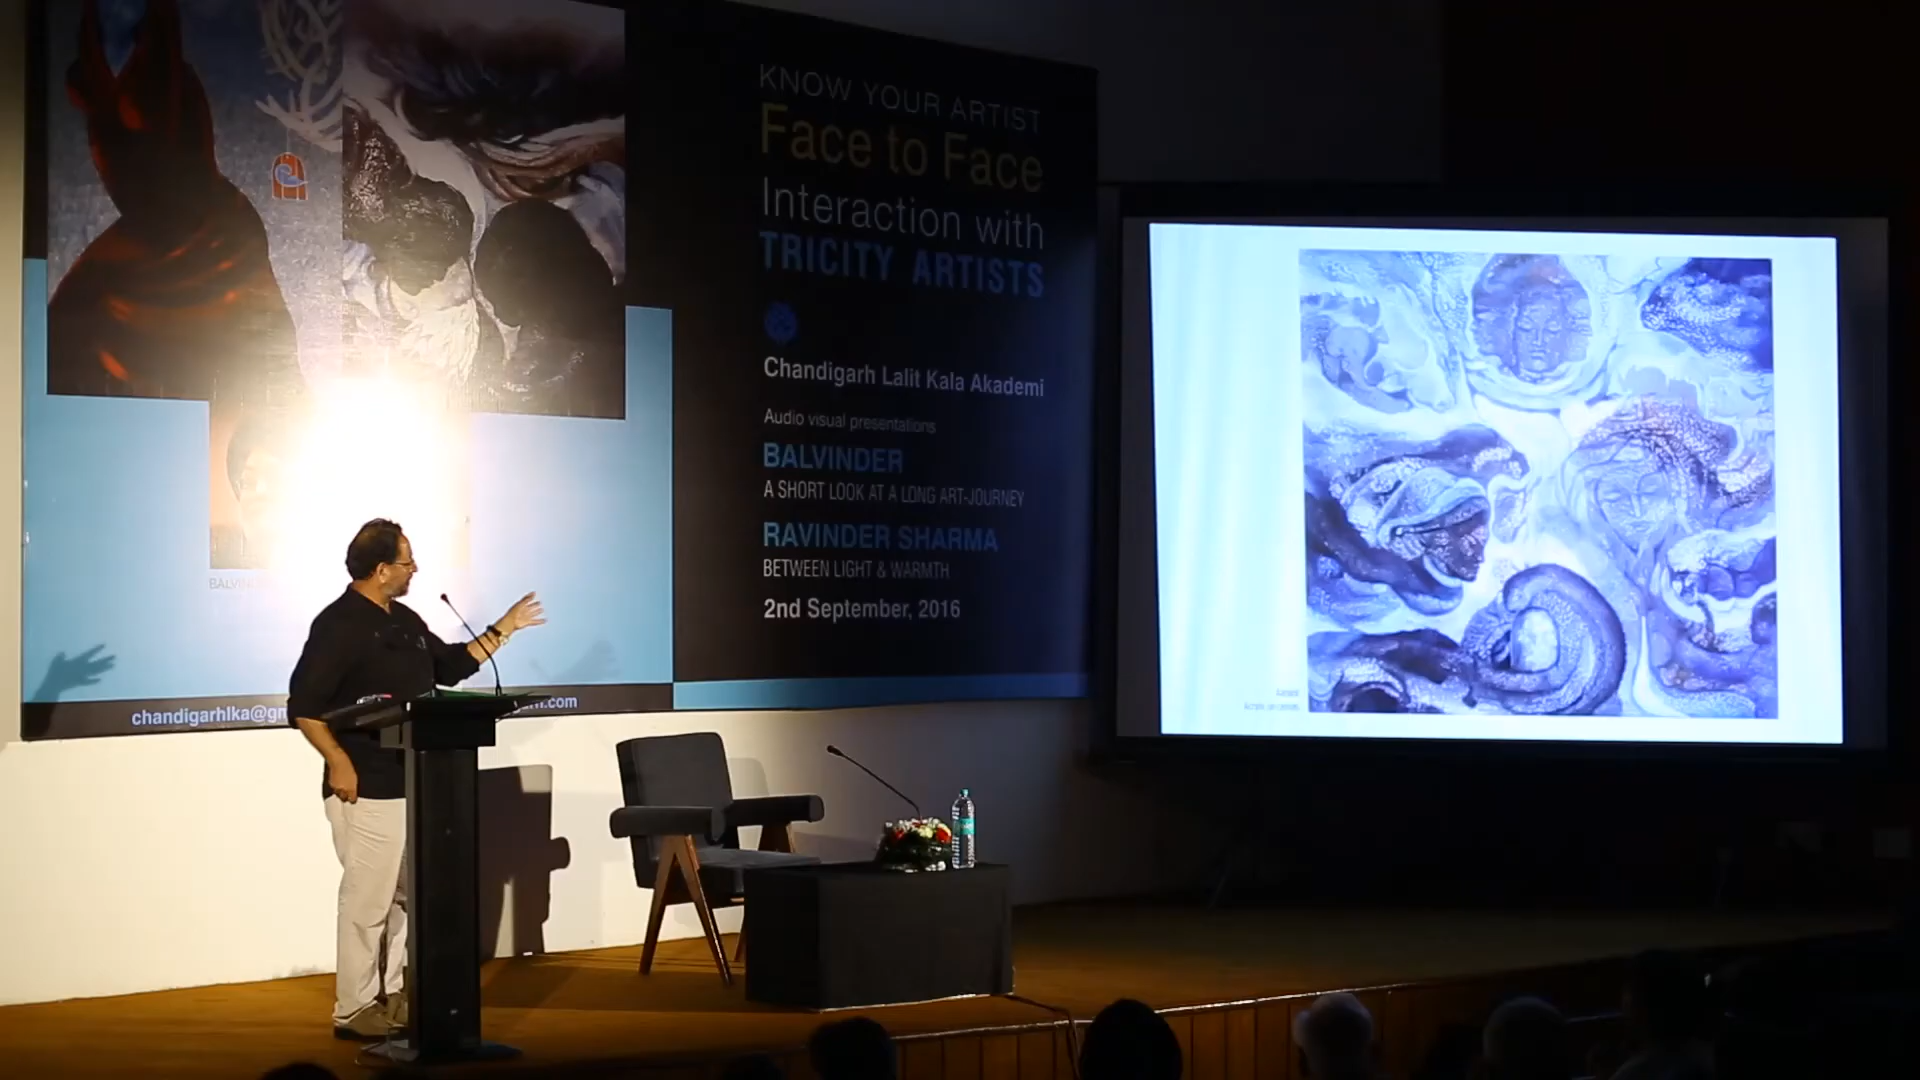 KNOW YOUR ARTIST
Face to Face
Interaction with
TRICITY ARTISTS
Chandigarh Lalit Kala Akademi
Audio visual presentations
BALVINDER
A SHORT LOOK AT A LONG ART-JOURNEY
RAVINDER SHARMA
BETWEEN LIGHT & WARMTH
2nd September, 2016
chandigarhlka@gm
.com